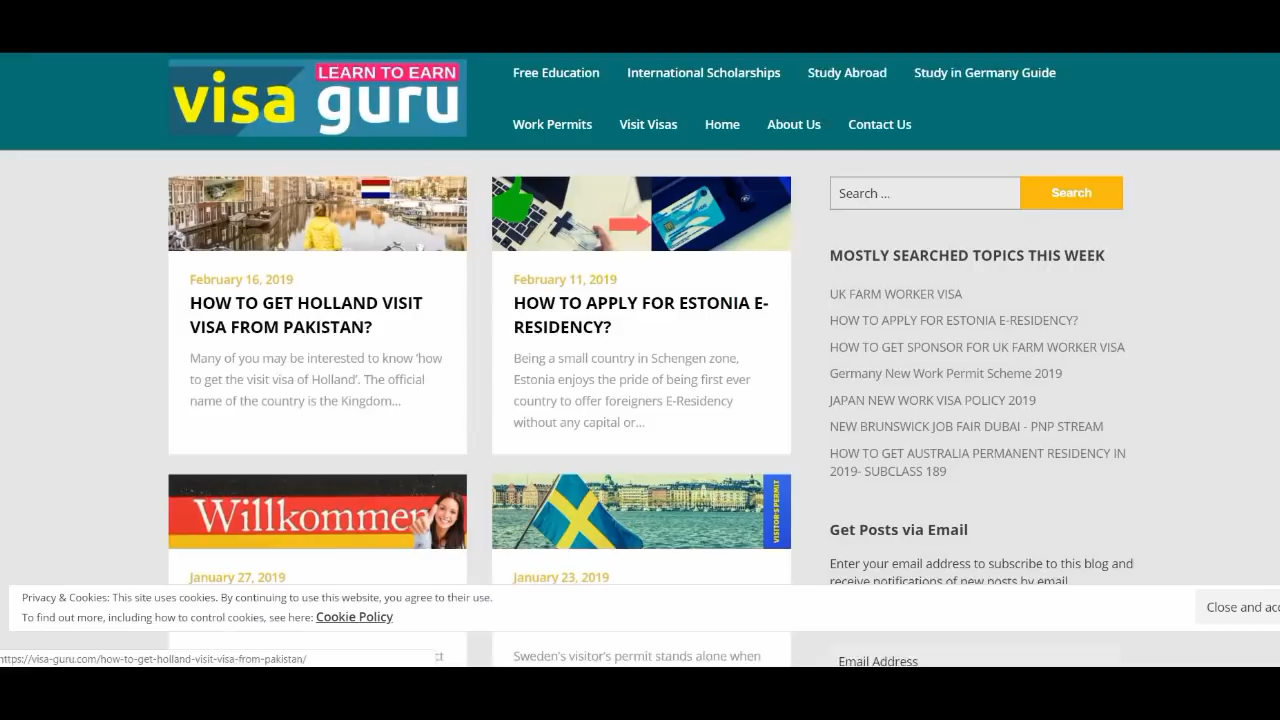 LEARN TO EARN
visa guru
Free Education
International Scholarships
Study Abroad
Study in Germany Guide
Work Permits
Visit Visas
Home
About Us
Contact Us
February 16, 2019
HOW TO GET HOLLAND VISIT
VISA FROM PAKISTAN?
Many of you may be interested to know 'how
to get the visit visa of Holland'. The official
name of the country is the Kingdom...
February 11, 2019
HOW TO APPLY FOR ESTONIA E-
RESIDENCY?
Being a small country in Schengen zone,
Estonia enjoys the pride of being first ever
country to offer foreigners E-Residency
without any capital or...
Willkommen
January 27, 2019
VISITOR'S PERMIT
January 23, 2019
Sweden's visitor's permit stands alone when
Search ...
Search
MOSTLY SEARCHED TOPICS THIS WEEK
UK FARM WORKER VISA
HOW TO APPLY FOR ESTONIA E-RESIDENCY?
HOW TO GET SPONSOR FOR UK FARM WORKER VISA
Germany New Work Permit Scheme 2019
JAPAN NEW WORK VISA POLICY 2019
NEW BRUNSWICK JOB FAIR DUBAI - PNP STREAM
HOW TO GET AUSTRALIA PERMANENT RESIDENCY IN
2019- SUBCLASS 189
Get Posts via Email
Enter your email address to subscribe to this blog and
receive notifications of new posts by email
Email Address
Privacy & Cookies: This site uses cookies. By continuing to use this website, you agree to their use.
To find out more, including how to control cookies, see here: Cookie Policy
Close and acc
https://visa-guru.com/how-to-get-holland-visit-visa-from-pakistan/
ct